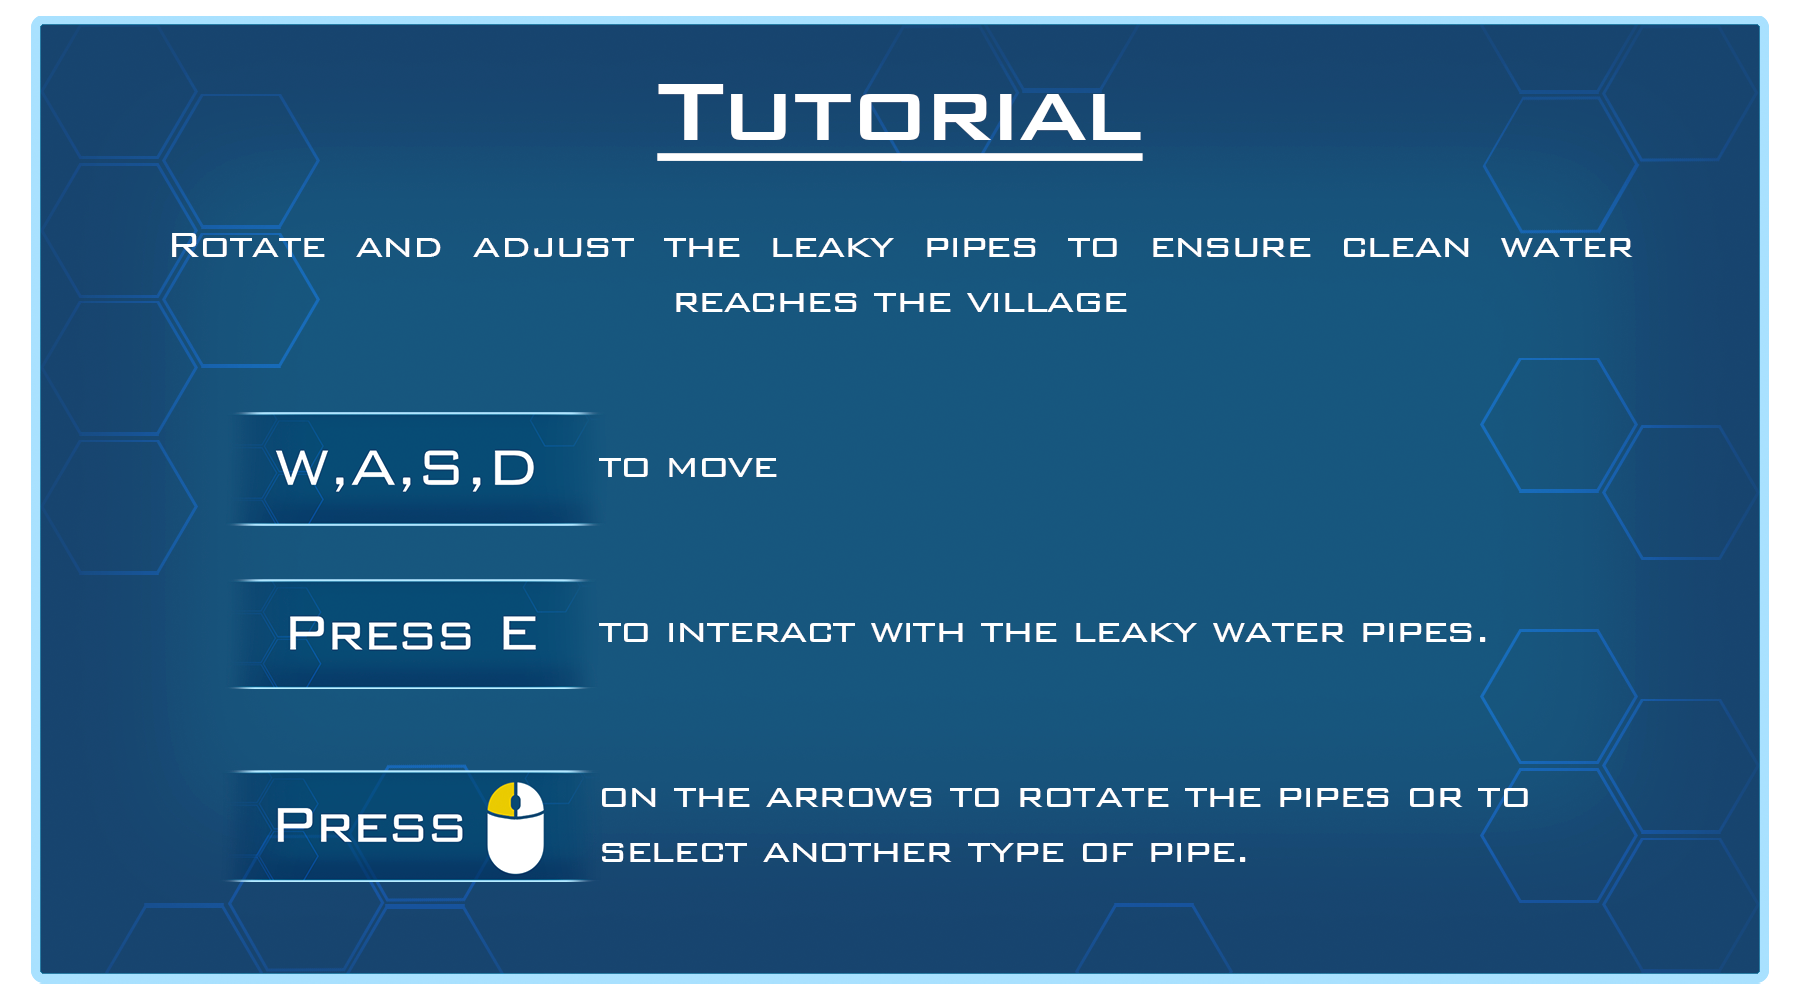 Tutorial
Rotate and adjust the leaky pipes to ensure clean water
reaches the village
W,A,S,D to move
Press E to interact with the leaky water pipes.
Press on the arrows to rotate the pipes or to
select another type of pipe.